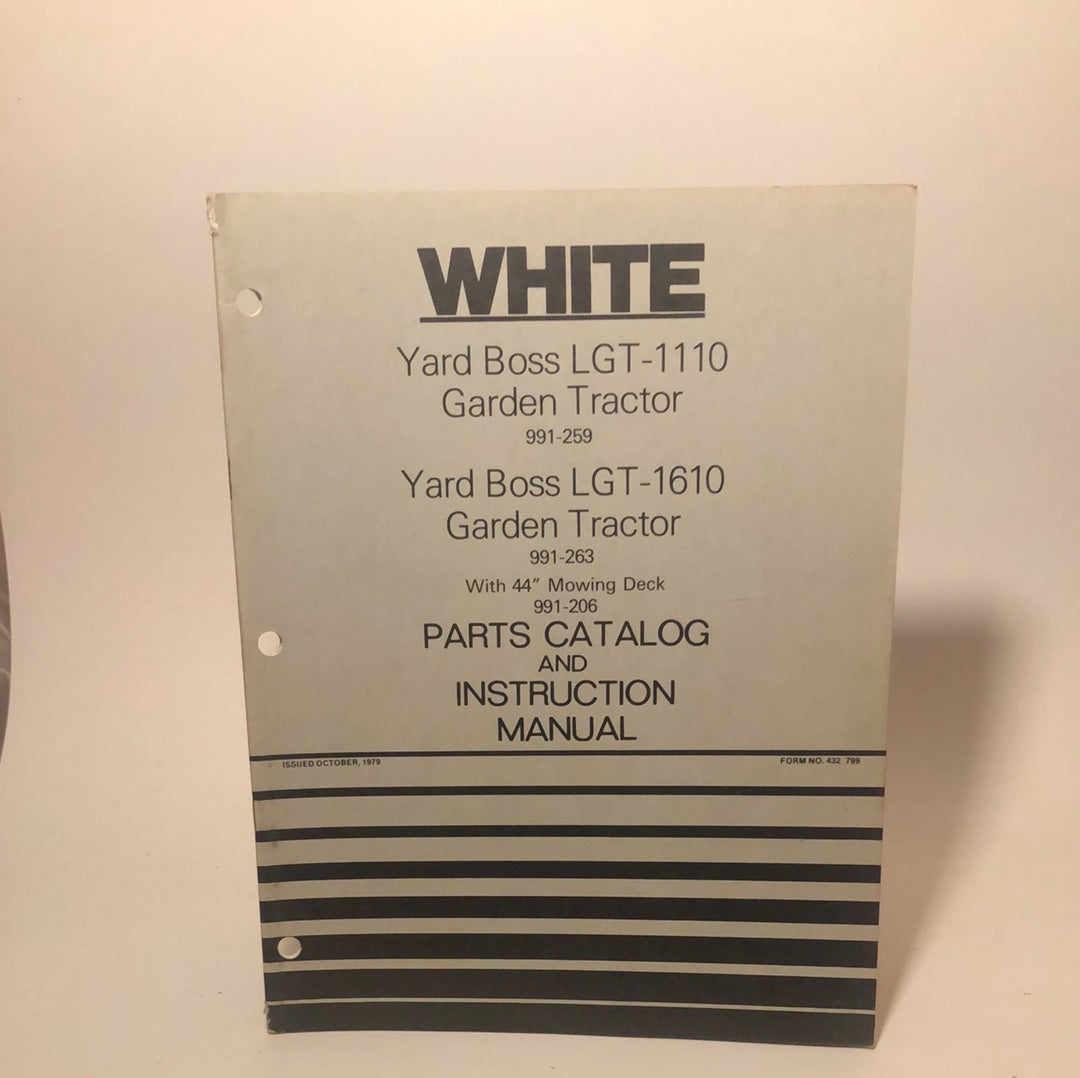 WHITE
Yard Boss LGT-1110
Garden Tractor
991-259
Yard Boss LGT-1610
Garden Tractor
991-263
With 44" Mowing Deck
991-206
PARTS CATALOG
AND
INSTRUCTION
MANUAL
ISSUED OCTOBER, 1979 FORM NO. 432 799